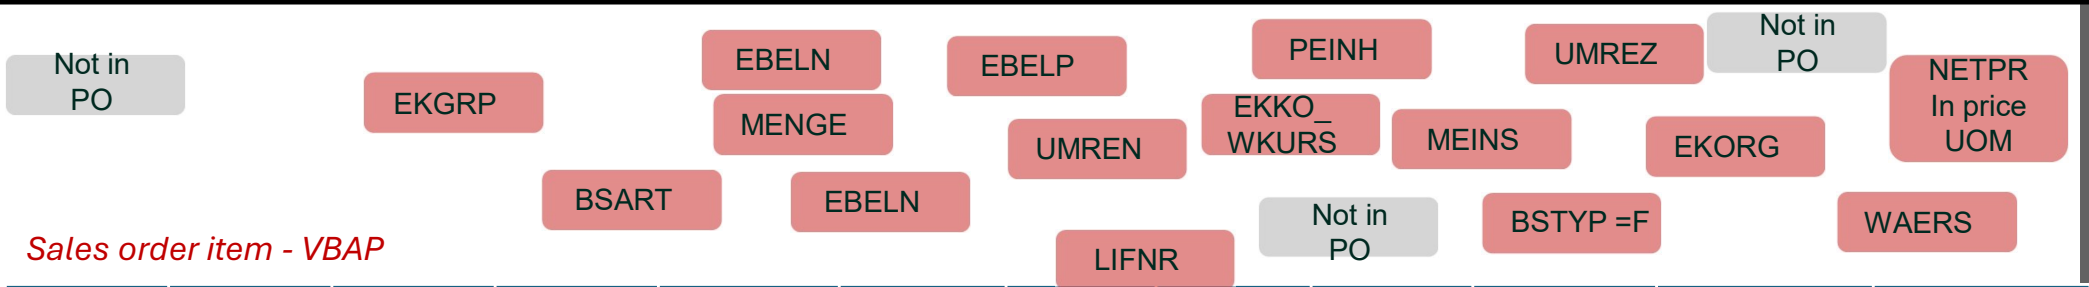 Not in
PO
EKGRP
BSART
EBELN
MENGE
EBELN
EBELP
UMREN
LIFNR
PEINH
EKKO_
WKURS
Not in
PO
MEINS
UMREZ
BSTYP =F
EKORG
Not in
PO
NETPR
In price
UOM
WAERS
Sales order item - VBAP